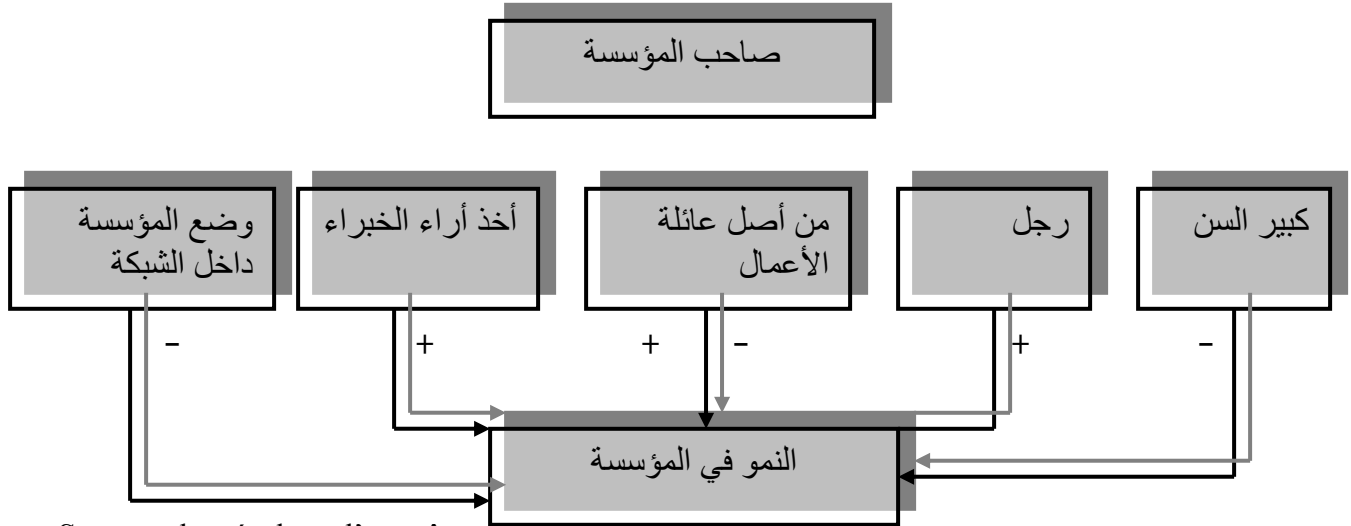 صاحب المؤسسة
كبير السن
رجل
من أصل عائلة
الأعمال
أخذ أراء الخبراء
وضع المؤسسة
داخل الشبكة
-
+
-
+
+
-
النمو في المؤسسة